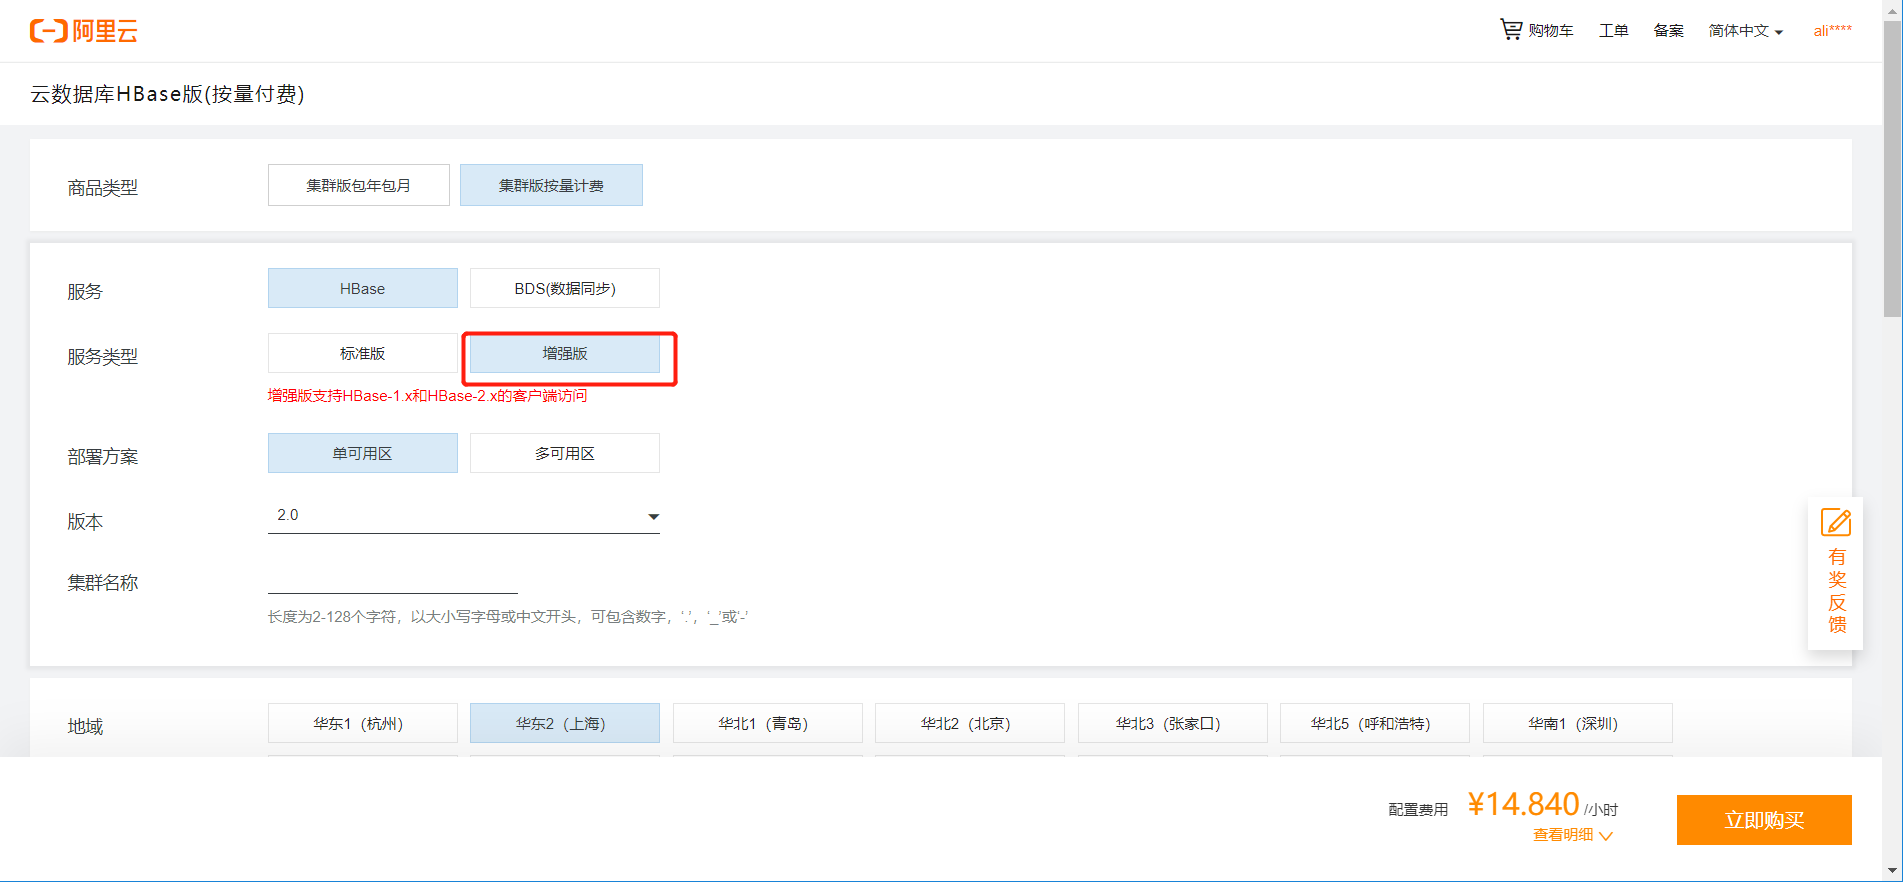 阿里云
购物车 工单 备案 简体中文 ali****
云数据库HBase版(按量付费)
商品类型 集群版包年包月 集群版按量计费
服务 HBase BDS(数据同步)
服务类型 标准版 增强版
增强版支持HBase-1.x和HBase-2.x的客户端访问
部署方案 单可用区 多可用区
版本 2.0
集群名称
长度为2-128个字符，以大小写字母或中文开头，可包含数字，'.'，'_'或'-'
有奖反馈
地域 华东1（杭州） 华东2（上海） 华北1（青岛） 华北2（北京） 华北3（张家口） 华北5（呼和浩特） 华南1（深圳）
配置费用 ¥14.840 /小时
查看明细
立即购买